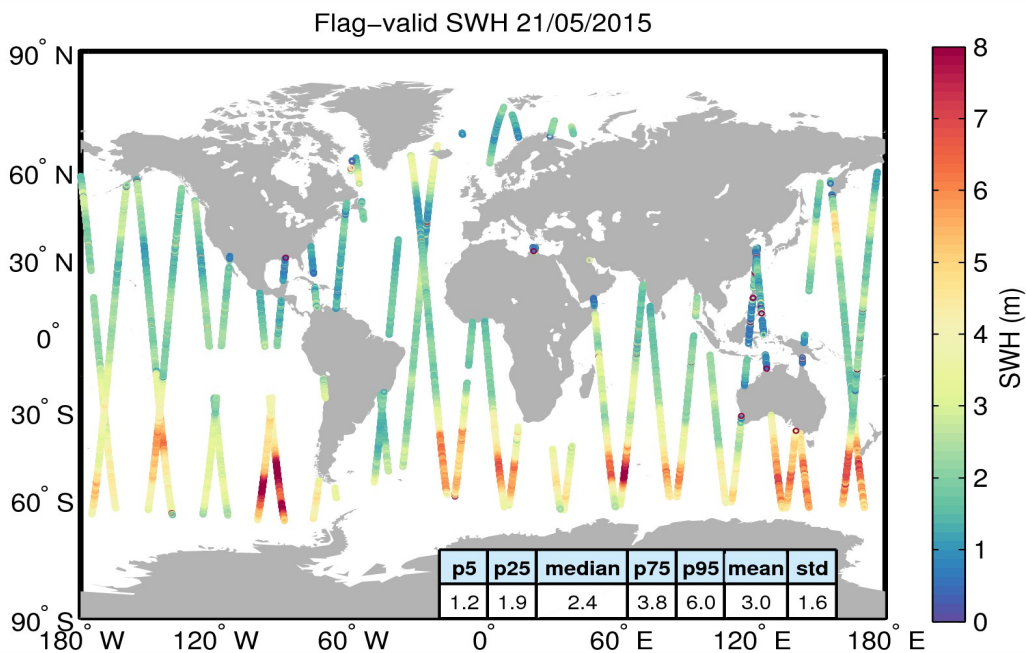 Flag−valid SWH 21/05/2015
90° N
60° N
30° N
0°
30° S
60° S
90° S
180° W
120° W
60° W
0°
60° E
120° E
180° E
p5 p25 median p75 p95 mean std
1.2 1.9 2.4 3.8 6.0 3.0 1.6
8
7
6
5
4
3
2
1
0
SWH (m)